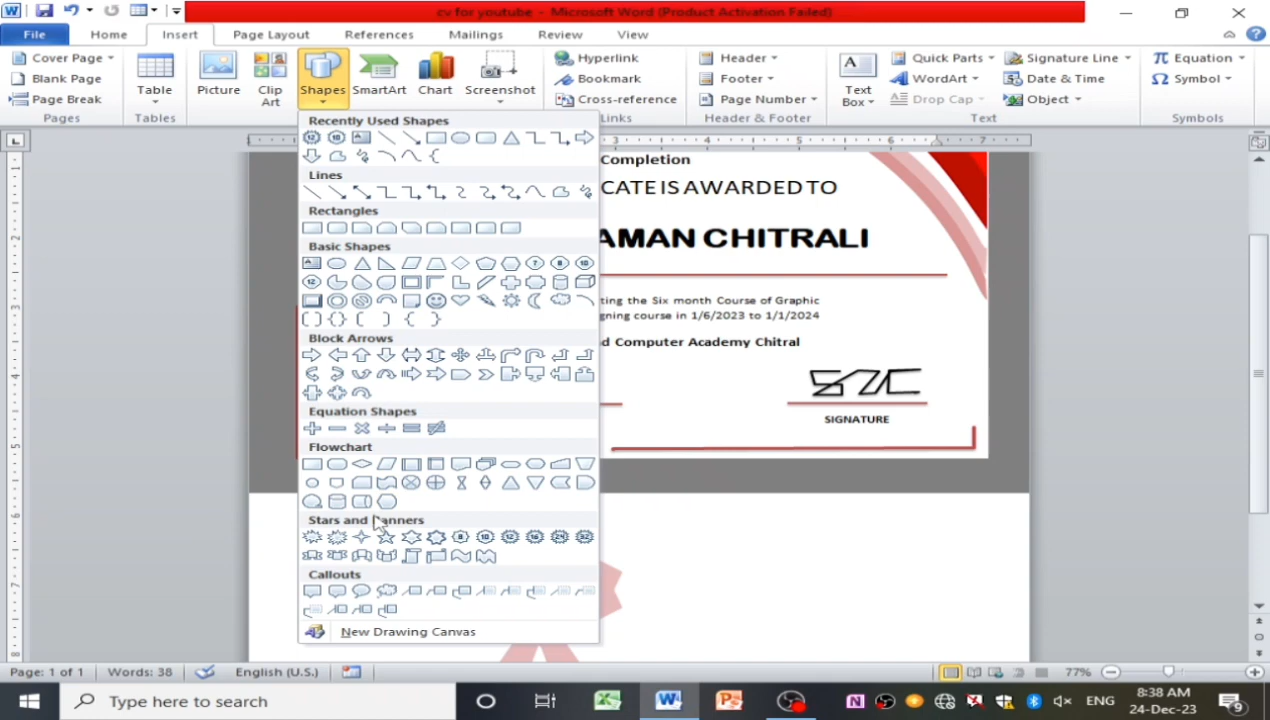 cv for youtube - Microsoft Word (Product Activation Failed)
File Home Insert Page Layout References Mailings Review View
Cover Page
Blank Page
Page Break
Pages
Table
Tables
Picture
Clip Art
Shapes
SmartArt
Chart
Screenshot
Hyperlink
Bookmark
Cross-reference
Links
Header
Footer
Page Number
Header & Footer
Text Box
Quick Parts
WordArt
Drop Cap
Signature Line
Date & Time
Object
Text
Equation
Symbol
Symbols
Recently Used Shapes
Lines
Rectangles
Basic Shapes
Block Arrows
Equation Shapes
Flowchart
Stars and Banners
Callouts
New Drawing Canvas
Completion
CATE IS AWARDED TO
AMAN CHITRALI
ting the Six month Course of Graphic
gning course in 1/6/2023 to 1/1/2024
d Computer Academy Chitral
SIGNATURE
Page: 1 of 1 Words: 38 English (U.S.) 77%
Type here to search
ENG
8:38 AM
24-Dec-23